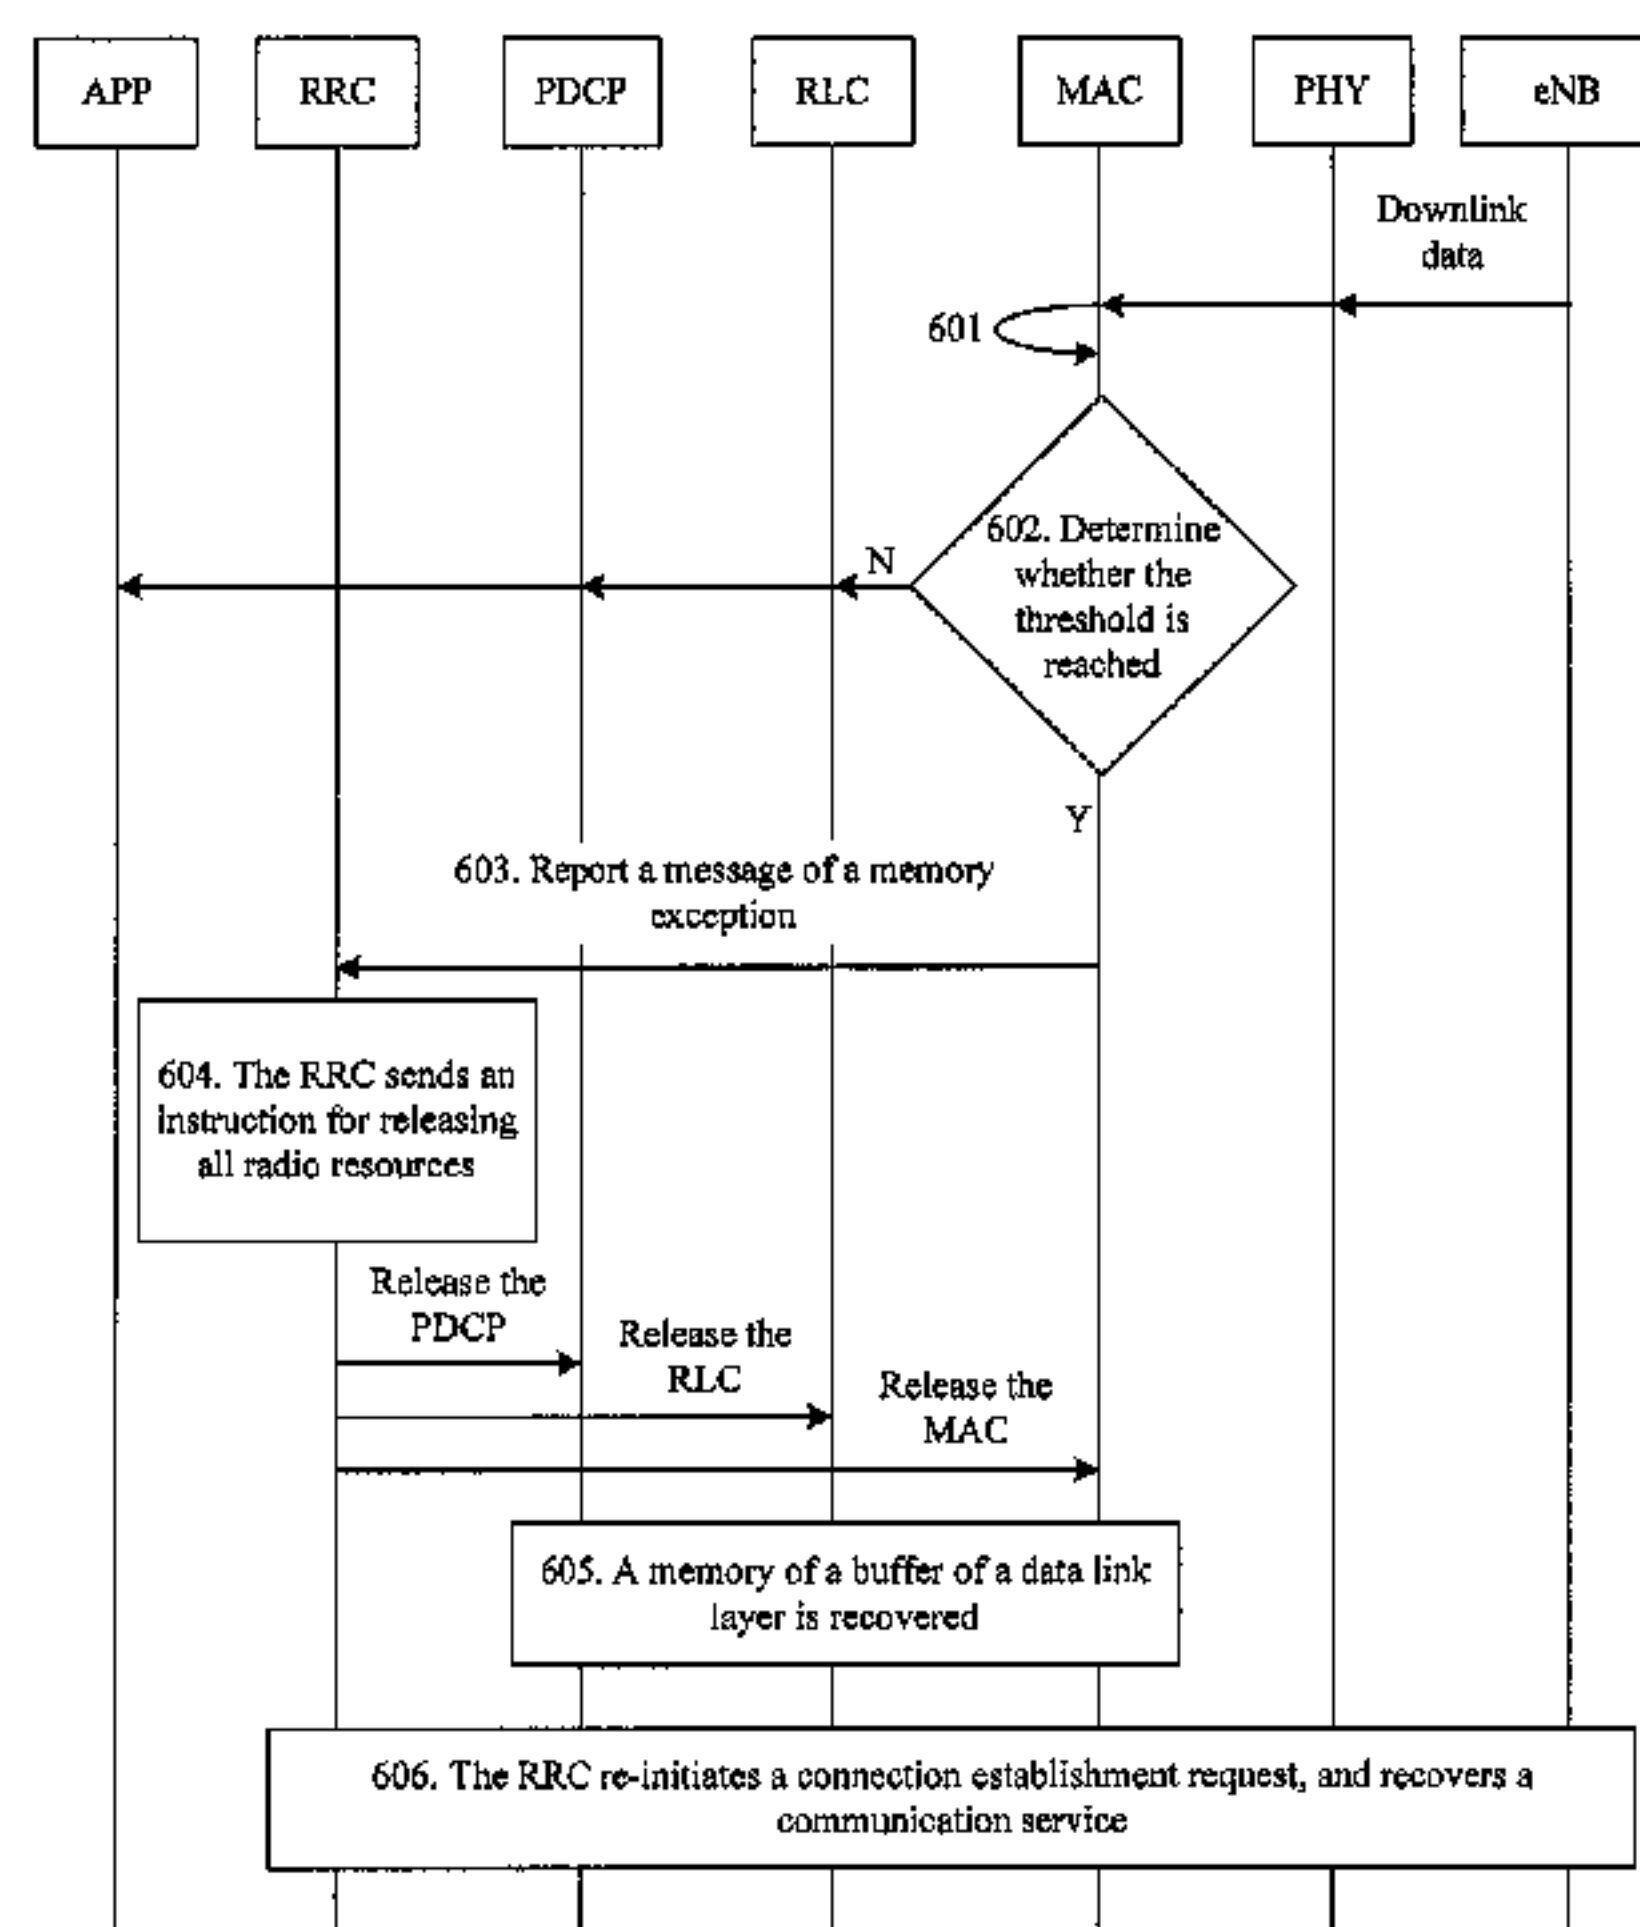 APP RRC PDCP RLC MAC PHY eNB
Downlink
data
601
602. Determine
whether the
threshold is
reached
N
Y
603. Report a message of a memory
exception
604. The RRC sends an
instruction for releasing
all radio resources
Release the
PDCP
Release the
RLC
Release the
MAC
605. A memory of a buffer of a data link
layer is recovered
606. The RRC re-initiates a connection establishment request, and recovers a
communication service